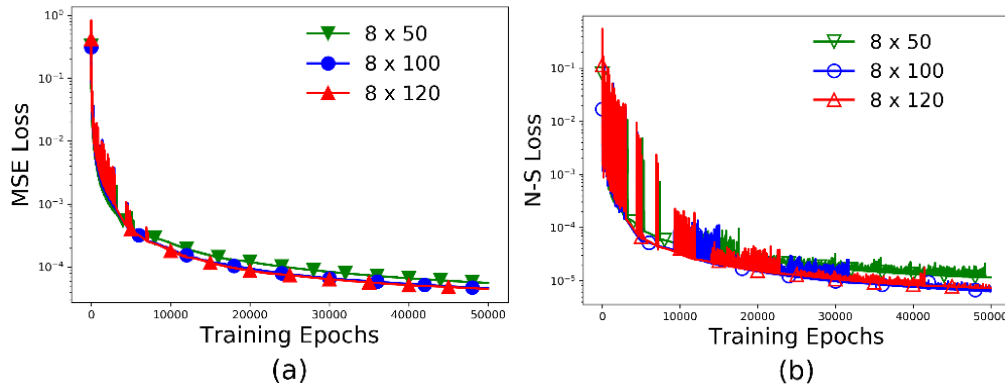 10⁰
10⁻¹
10⁻²
10⁻³
10⁻⁴
MSE Loss
8 x 50
8 x 100
8 x 120
0 10000 20000 30000 40000 50000
Training Epochs
(a)
10⁻¹
10⁻²
10⁻³
10⁻⁴
10⁻⁵
N-S Loss
8 x 50
8 x 100
8 x 120
0 10000 20000 30000 40000 50000
Training Epochs
(b)